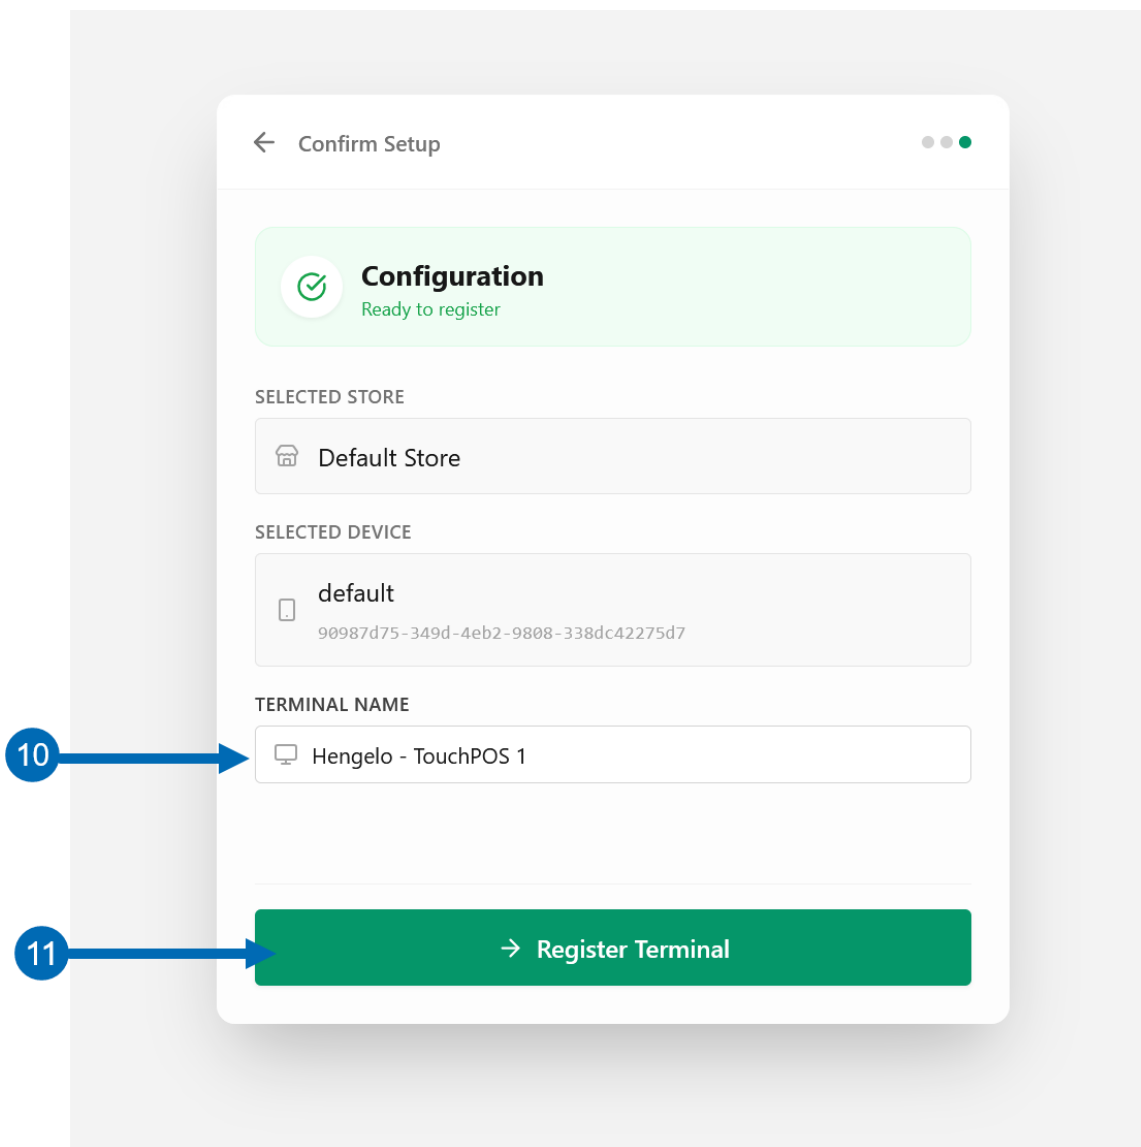 Confirm Setup
Configuration
Ready to register
SELECTED STORE
Default Store
SELECTED DEVICE
default
90987d75-349d-4eb2-9808-338dc42275d7
TERMINAL NAME
10
Hengelo - TouchPOS 1
11
Register Terminal